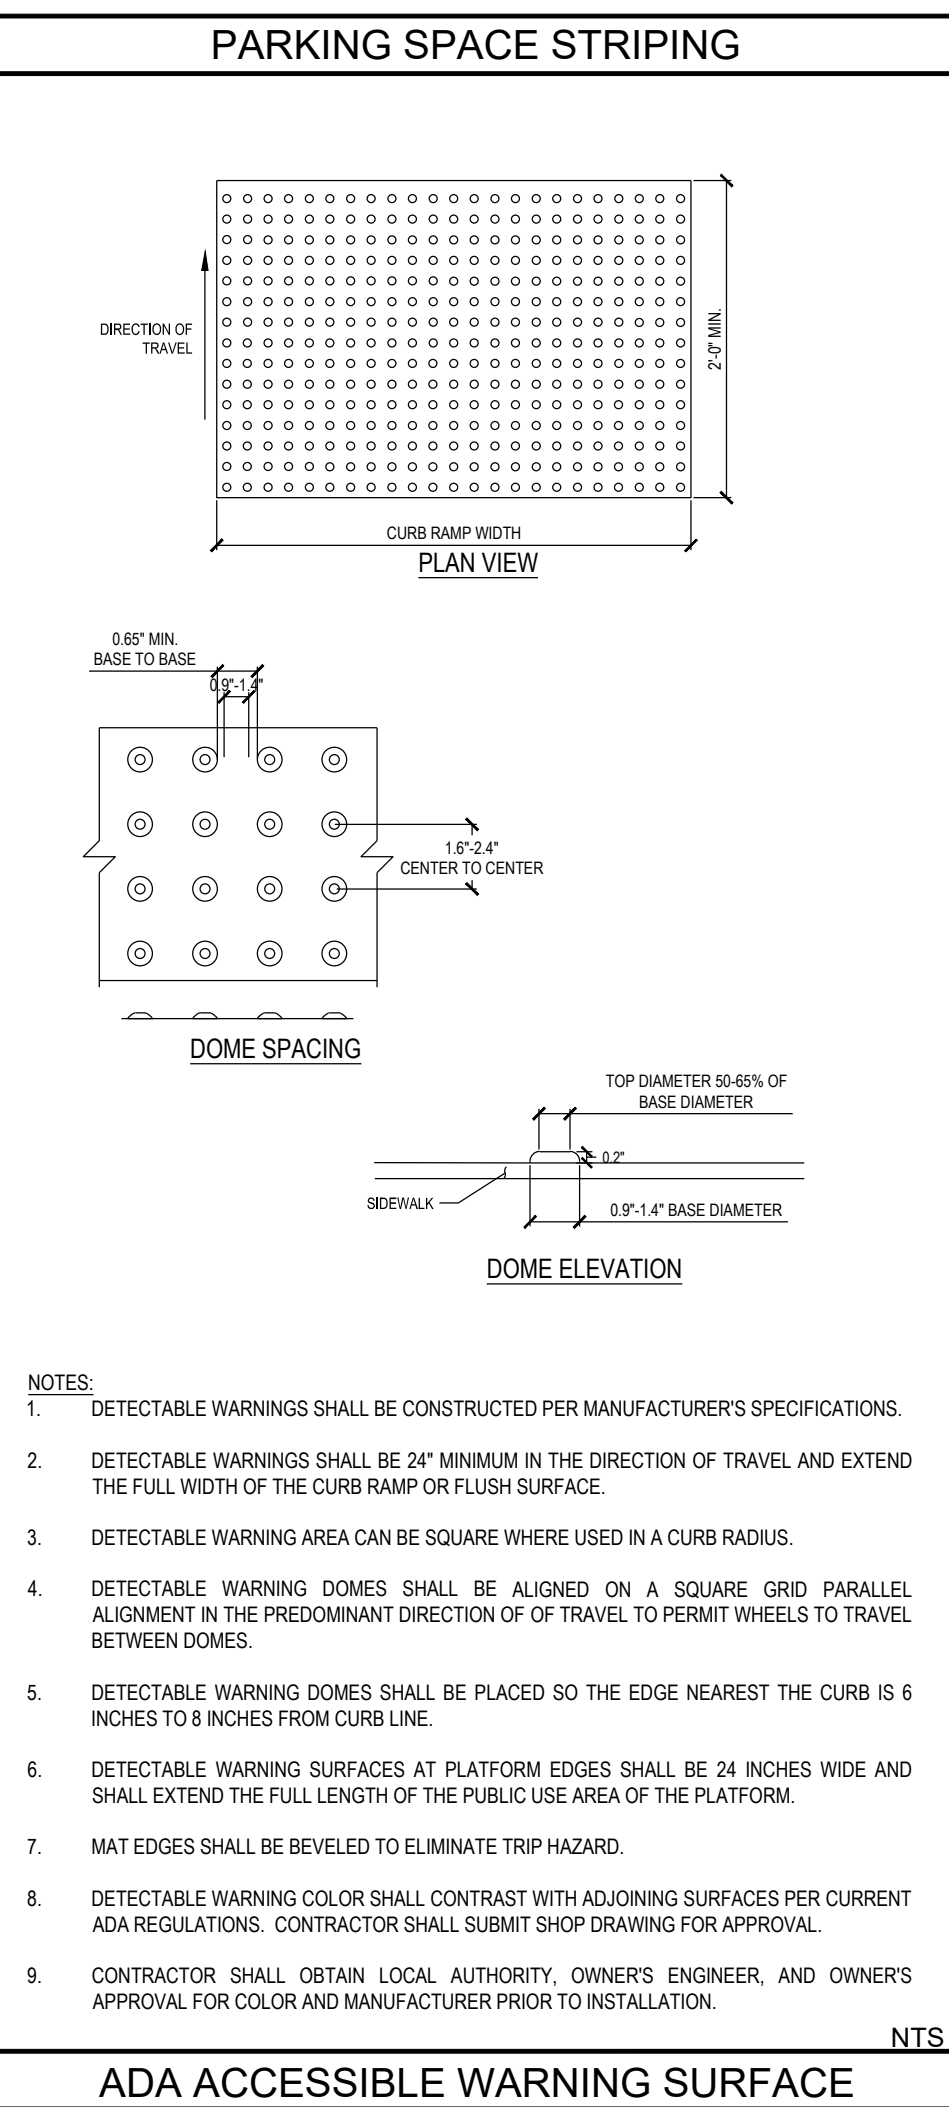 PARKING SPACE STRIPING
DIRECTION OF
TRAVEL
2'-0" MIN.
CURB RAMP WIDTH
PLAN VIEW
0.65" MIN.
BASE TO BASE
0.9"-1.4"
1.6"-2.4"
CENTER TO CENTER
DOME SPACING
TOP DIAMETER 50-65% OF
BASE DIAMETER
0.2"
SIDEWALK
0.9"-1.4" BASE DIAMETER
DOME ELEVATION
NOTES:
1. DETECTABLE WARNINGS SHALL BE CONSTRUCTED PER MANUFACTURER'S SPECIFICATIONS.
2. DETECTABLE WARNINGS SHALL BE 24" MINIMUM IN THE DIRECTION OF TRAVEL AND EXTEND
THE FULL WIDTH OF THE CURB RAMP OR FLUSH SURFACE.
3. DETECTABLE WARNING AREA CAN BE SQUARE WHERE USED IN A CURB RADIUS.
4. DETECTABLE WARNING DOMES SHALL BE ALIGNED ON A SQUARE GRID PARALLEL
ALIGNMENT IN THE PREDOMINANT DIRECTION OF OF TRAVEL TO PERMIT WHEELS TO TRAVEL
BETWEEN DOMES.
5. DETECTABLE WARNING DOMES SHALL BE PLACED SO THE EDGE NEAREST THE CURB IS 6
INCHES TO 8 INCHES FROM CURB LINE.
6. DETECTABLE WARNING SURFACES AT PLATFORM EDGES SHALL BE 24 INCHES WIDE AND
SHALL EXTEND THE FULL LENGTH OF THE PUBLIC USE AREA OF THE PLATFORM.
7. MAT EDGES SHALL BE BEVELED TO ELIMINATE TRIP HAZARD.
8. DETECTABLE WARNING COLOR SHALL CONTRAST WITH ADJOINING SURFACES PER CURRENT
ADA REGULATIONS. CONTRACTOR SHALL SUBMIT SHOP DRAWING FOR APPROVAL.
9. CONTRACTOR SHALL OBTAIN LOCAL AUTHORITY, OWNER'S ENGINEER, AND OWNER'S
APPROVAL FOR COLOR AND MANUFACTURER PRIOR TO INSTALLATION.
NTS
ADA ACCESSIBLE WARNING SURFACE